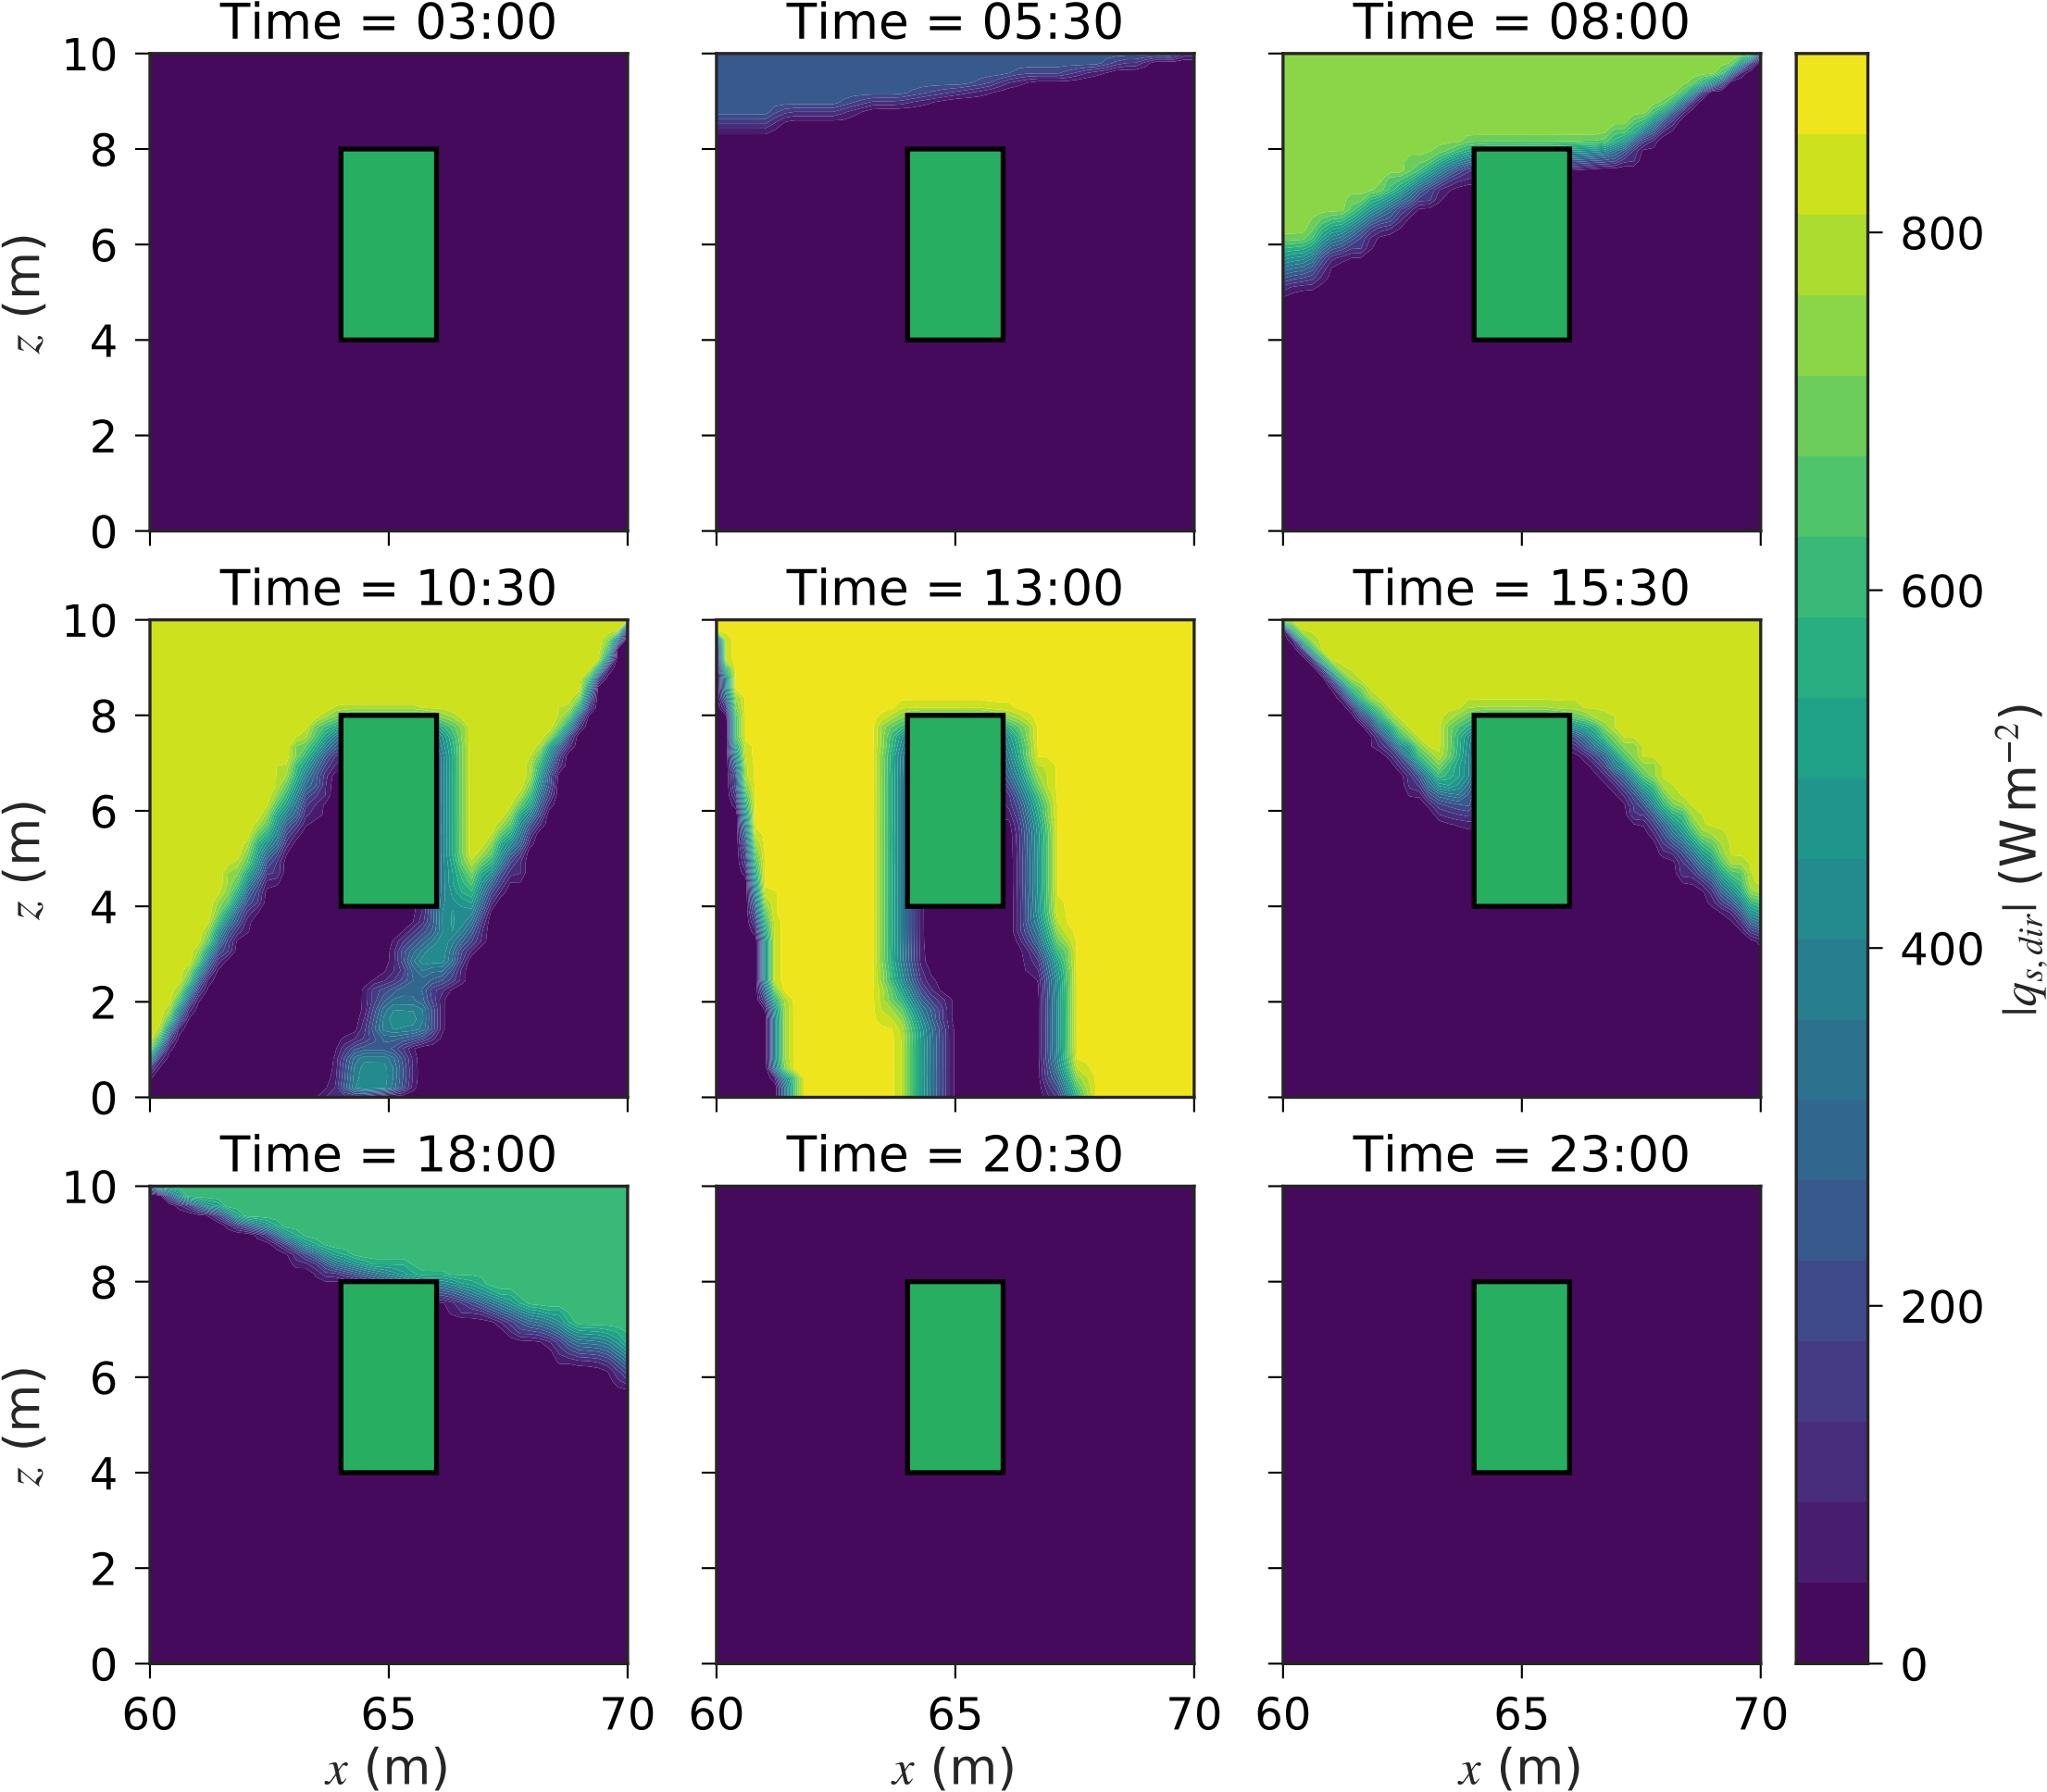 Time = 03:00
Time = 05:30
Time = 08:00
10
8
6
4
2
0
z (m)
Time = 10:30
Time = 13:00
Time = 15:30
10
8
6
4
2
0
z (m)
Time = 18:00
Time = 20:30
Time = 23:00
10
8
6
4
2
0
z (m)
60
65
70
60
65
70
60
65
70
x (m)
x (m)
x (m)
800
600
400
200
0
|q_{s, dir}| (W m^{−2})